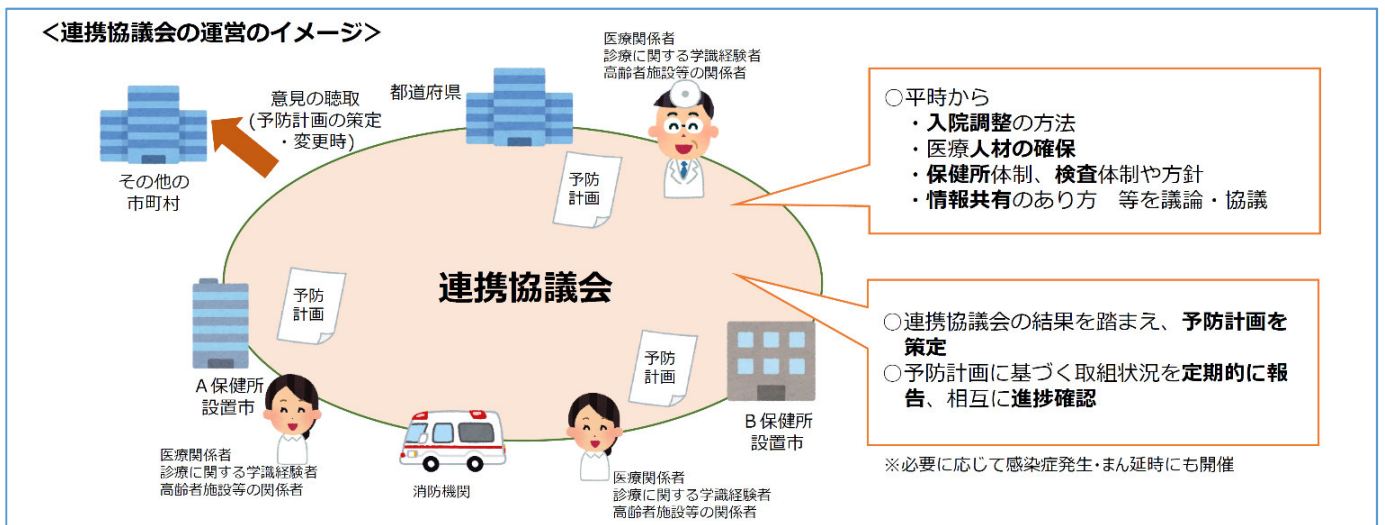 <連携協議会の運営のイメージ>
医療関係者
診療に関する学識経験者
高齢者施設等の関係者
都道府県
意見の聴取
(予防計画の策定
・変更時)
その他の
市町村
予防
計画
○平時から
・入院調整の方法
・医療人材の確保
・保健所体制、検査体制や方針
・情報共有のあり方　等を議論・協議
連携協議会
予防
計画
予防
計画
○連携協議会の結果を踏まえ、予防計画を
策定
○予防計画に基づく取組状況を定期的に報
告、相互に進捗確認
※必要に応じて感染症発生・まん延時にも開催
A保健所
設置市
B保健所
設置市
医療関係者
診療に関する学識経験者
高齢者施設等の関係者
消防機関
医療関係者
診療に関する学識経験者
高齢者施設等の関係者